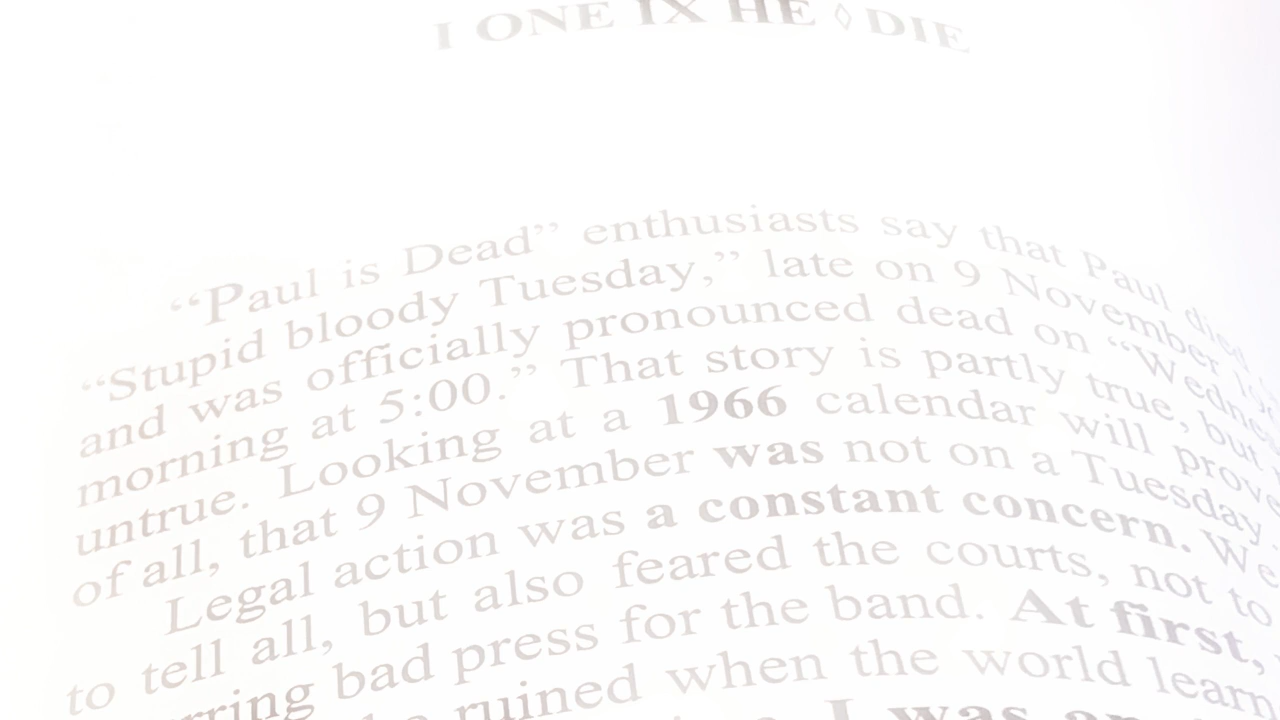 I ONE IX HE ◊ DIE
“Paul is Dead” enthusiasts say that Paul died
“Stupid bloody Tuesday,” late on 9 November
and was officially pronounced dead on
morning at 5:00.” That story is partly true, but
untrue. Looking at a 1966 calendar will prove
of all, that 9 November was not on a Tuesday.
Legal action was a constant concern. We
to tell all, but also feared the courts, not to
bad press for the band. At first,
ruined when the world learn
I was